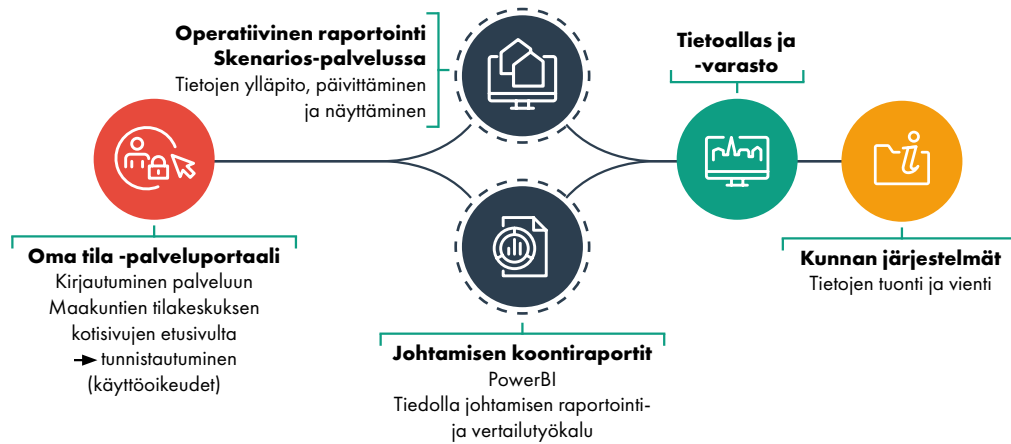 Operatiivinen raportointi
Skenarios-palvelussa
Tietojen ylläpito, päivittäminen
ja näyttäminen
Tietoallas ja
-varasto
Oma tila -palveluportaali
Kirjautuminen palveluun
Maakuntien tilakeskuksen
kotisivujen etusivulta
→ tunnistautuminen
(käyttöoikeudet)
Johtamisen koontiraportit
PowerBI
Tiedolla johtamisen raportointi-
ja vertailutyökalu
Kunnan järjestelmät
Tietojen tuonti ja vienti